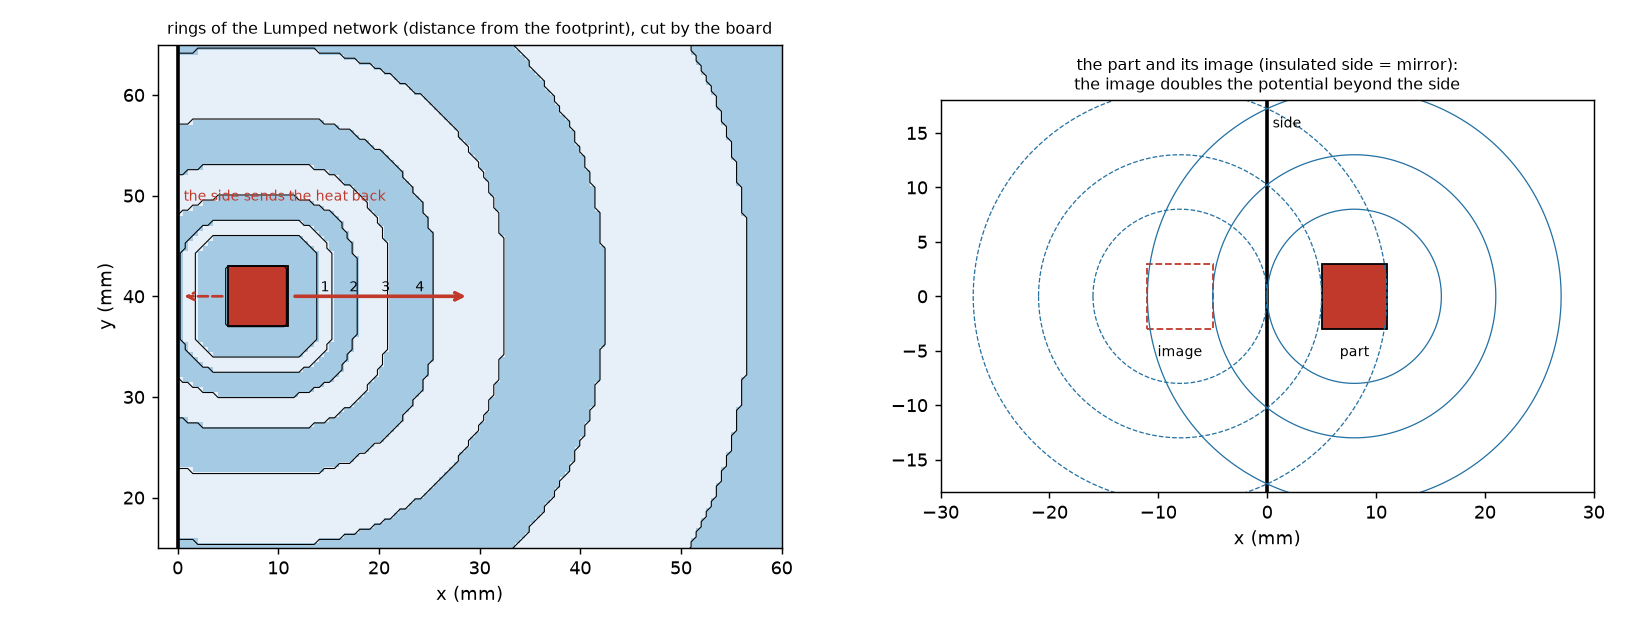 rings of the Lumped network (distance from the footprint), cut by the board
60
50
40
30
20
y (mm)
the side sends the heat back
1 2 3 4
0 10 20 30 40 50 60
x (mm)
the part and its image (insulated side = mirror):
the image doubles the potential beyond the side
15
10
5
0
−5
−10
−15
side
image
part
−30 −20 −10 0 10 20 30
x (mm)